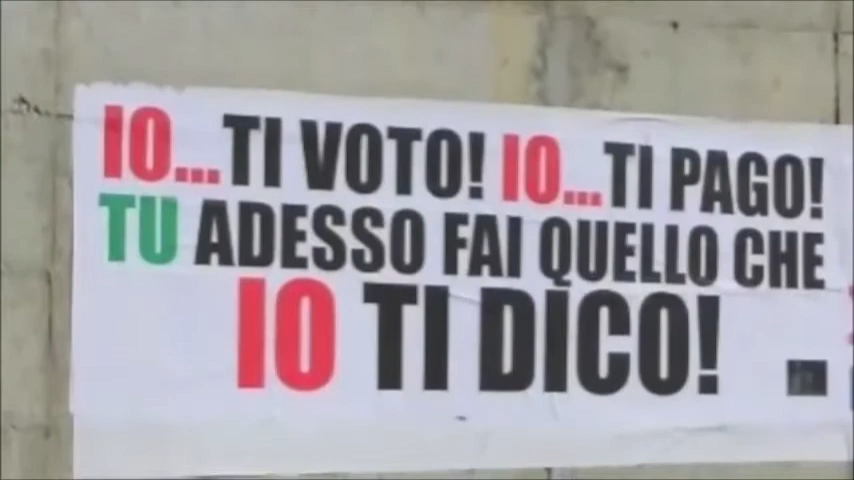 IO...TI VOTO! IO...TI PAGO!
TU ADESSO FAI QUELLO CHE
IO TI DICO!